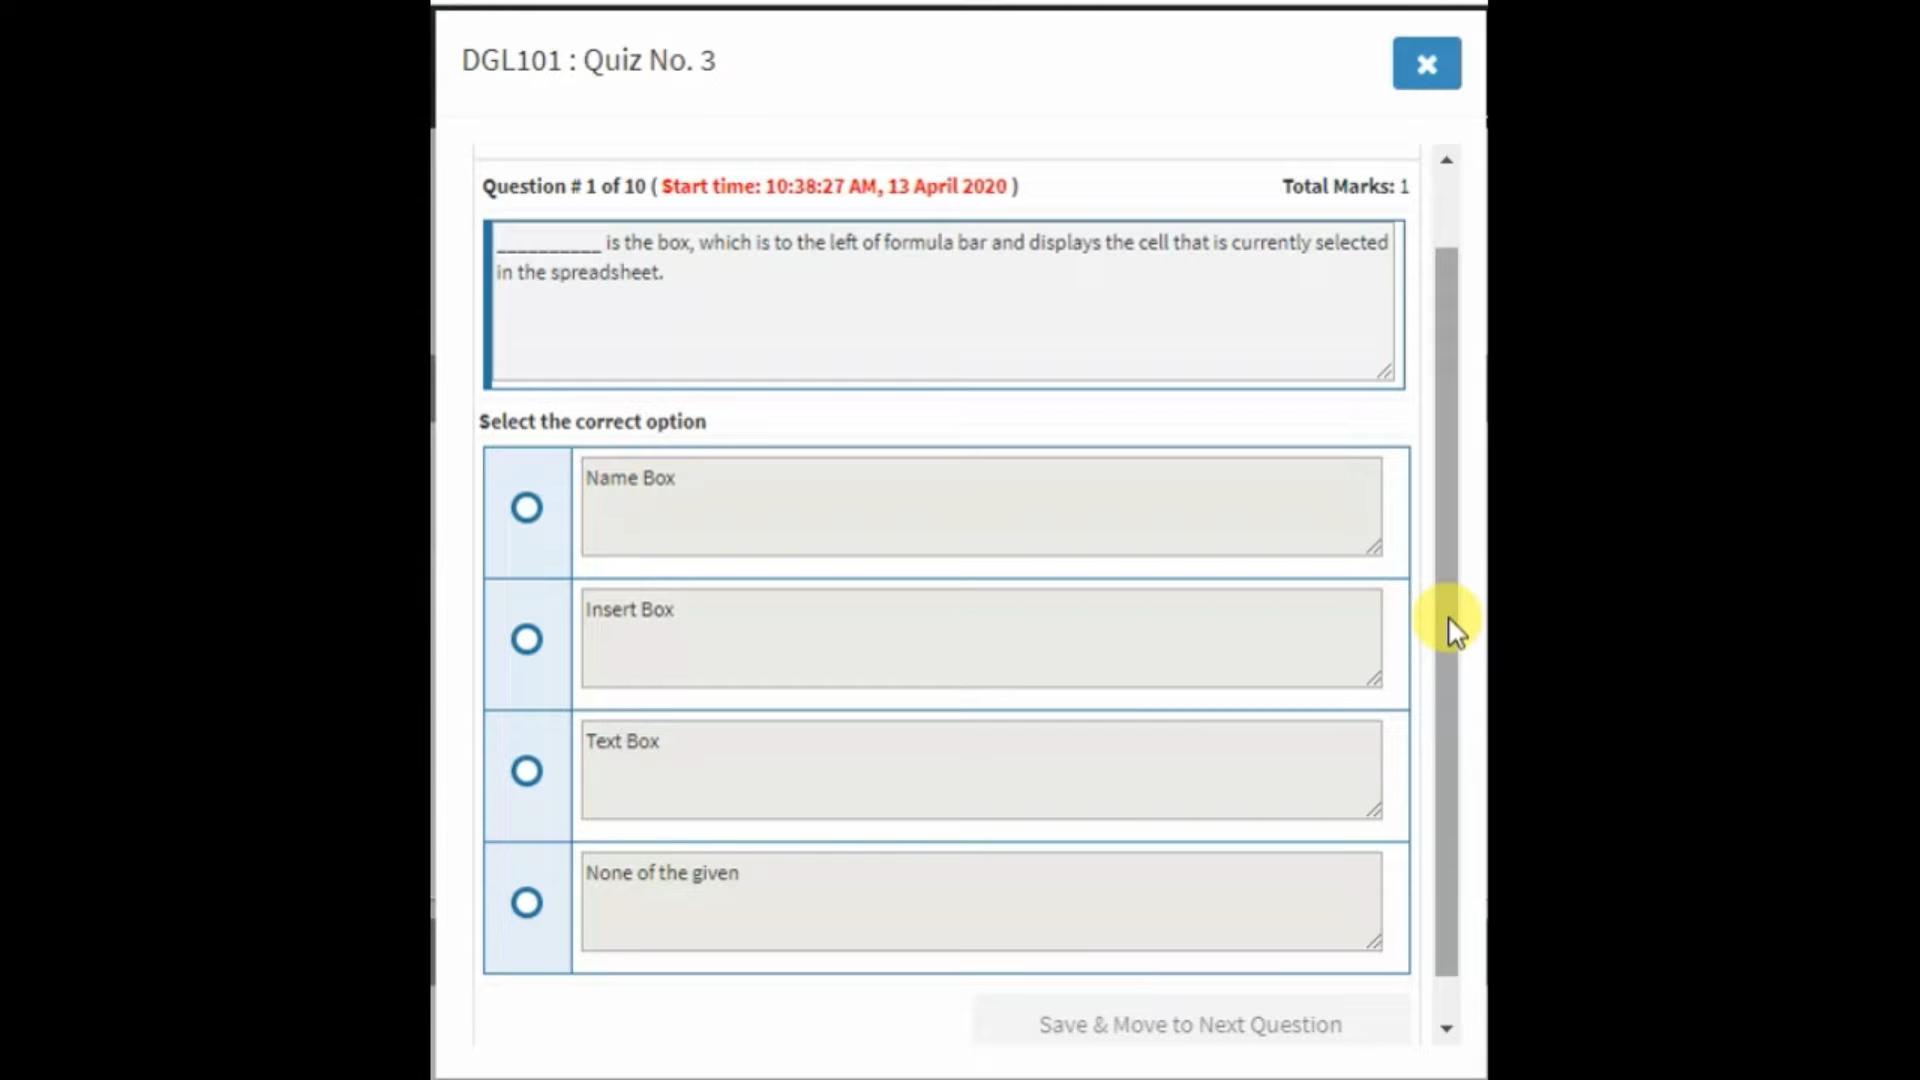 DGL101 : Quiz No. 3
Question # 1 of 10 ( Start time: 10:38:27 AM, 13 April 2020 ) Total Marks: 1
__________ is the box, which is to the left of formula bar and displays the cell that is currently selected
in the spreadsheet.
Select the correct option
Name Box
Insert Box
Text Box
None of the given
Save & Move to Next Question